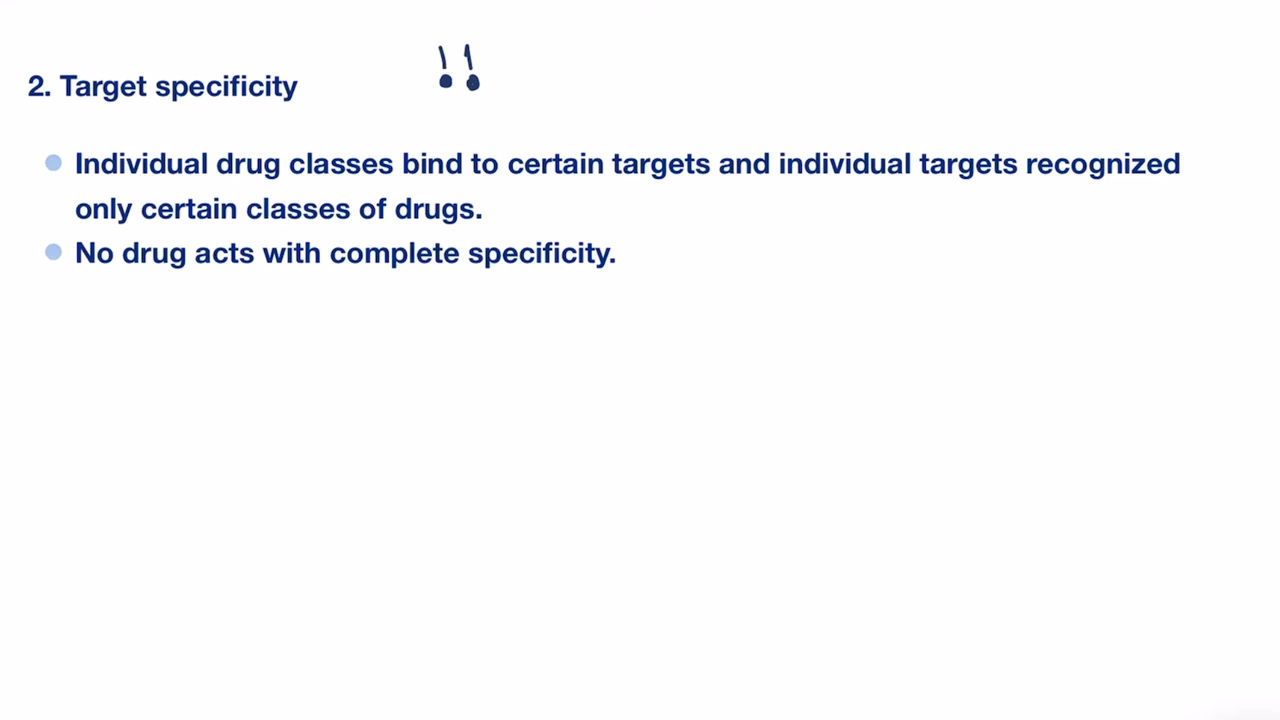 2. Target specificity !!
Individual drug classes bind to certain targets and individual targets recognized
only certain classes of drugs.
No drug acts with complete specificity.